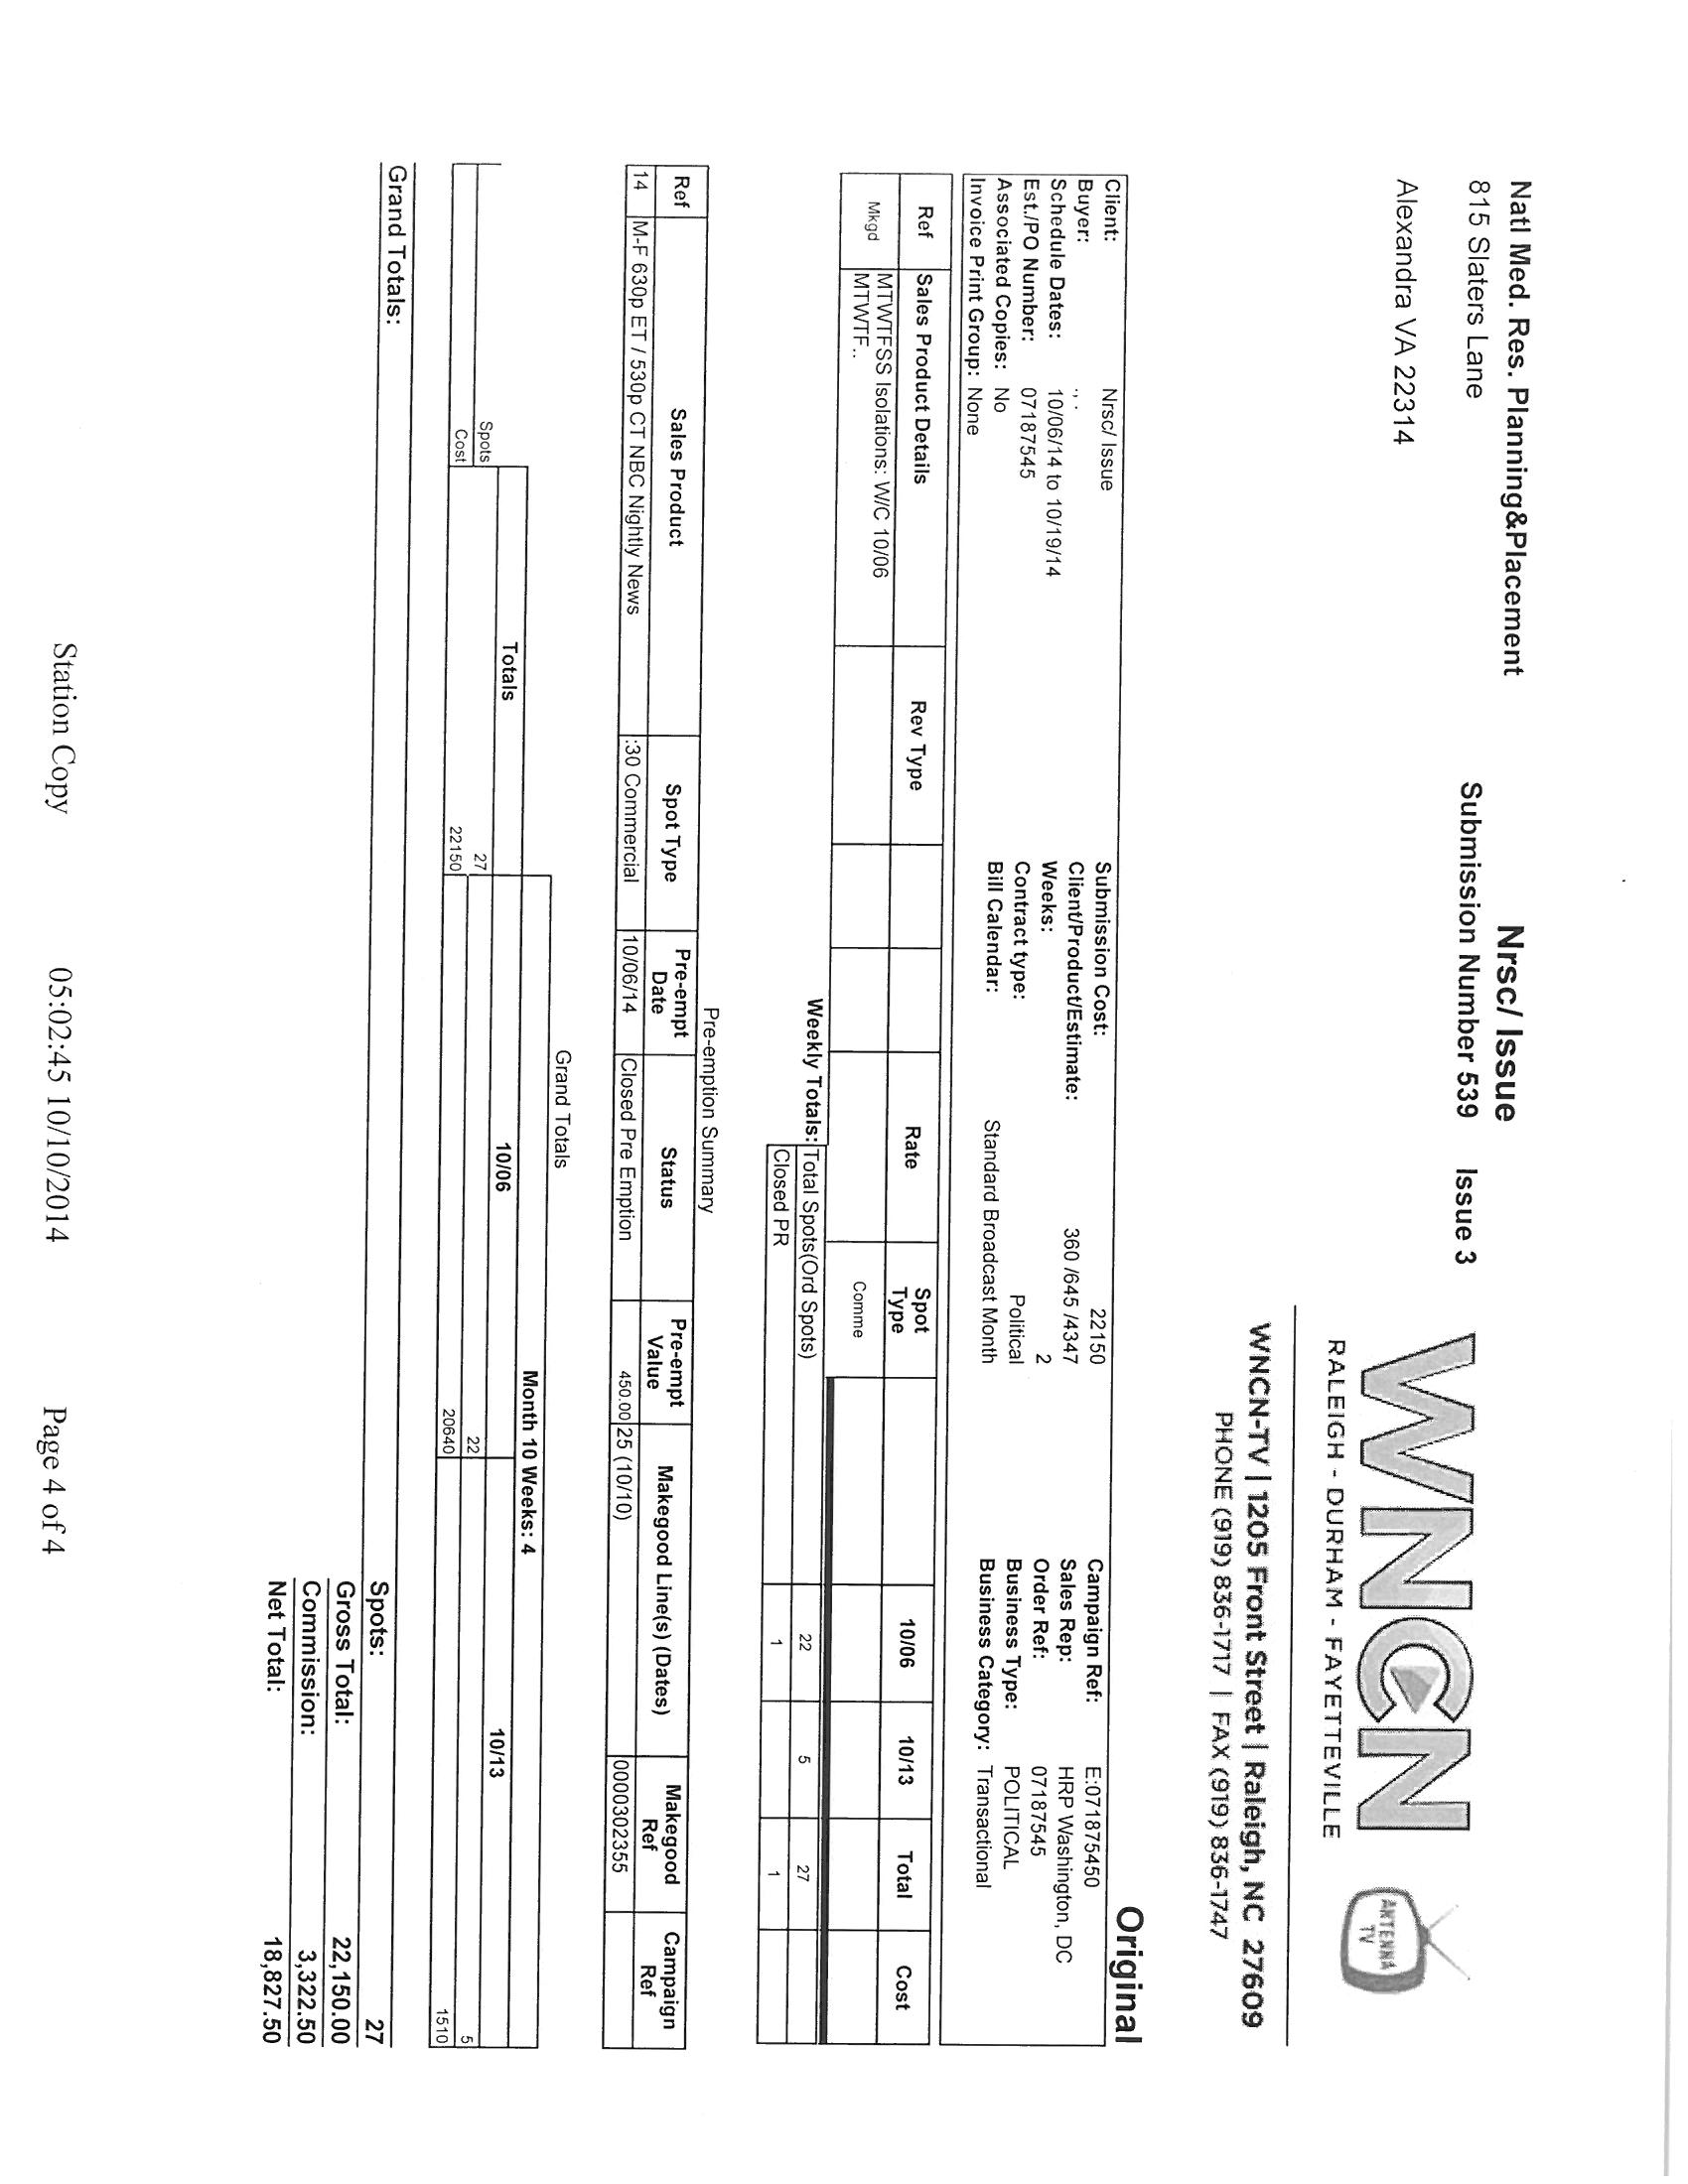 Natl Med. Res. Planning&Placement
815 Slaters Lane
Alexandra VA 22314
Nrsc/ Issue
Submission Number 539 Issue 3
WNCN
RALEIGH - DURHAM - FAYETTEVILLE
ANTENNA TV
WNCN-TV | 1205 Front Street | Raleigh, NC 27609
PHONE (919) 836-1717 | FAX (919) 836-1747
Original
Client: Nrsc/ Issue Submission Cost: 22150 Campaign Ref: E:071875450
Buyer: ., . Client/Product/Estimate: 360 /645 /4347 Sales Rep: HRP Washington, DC
Schedule Dates: 10/06/14 to 10/19/14 Weeks: 2 Order Ref: 07187545
Est./PO Number: 07187545 Contract type: Political Business Type: POLITICAL
Associated Copies: No Bill Calendar: Standard Broadcast Month Business Category: Transactional
Invoice Print Group: None
Ref Sales Product Details Rev Type Rate Spot Type 10/06 10/13 Total Cost
Mkgd MTWTFSS Isolations: W/C 10/06 Comme
MTWTF..
Weekly Totals: Total Spots(Ord Spots) 22 5 27
Closed PR 1 1
Pre-emption Summary
Ref Sales Product Spot Type Pre-empt Date Status Pre-empt Value Makegood Line(s) (Dates) Makegood Ref Campaign Ref
14 M-F 630p ET / 530p CT NBC Nightly News :30 Commercial 10/06/14 Closed Pre Emption 450.00 25 (10/10) 0000302355
Grand Totals
Month 10 Weeks: 4
Totals 10/06 10/13
Spots 27 22 5
Cost 22150 20640 1510
Grand Totals:
Spots: 27
Gross Total: 22,150.00
Commission: 3,322.50
Net Total: 18,827.50
Station Copy 05:02:45 10/10/2014 Page 4 of 4